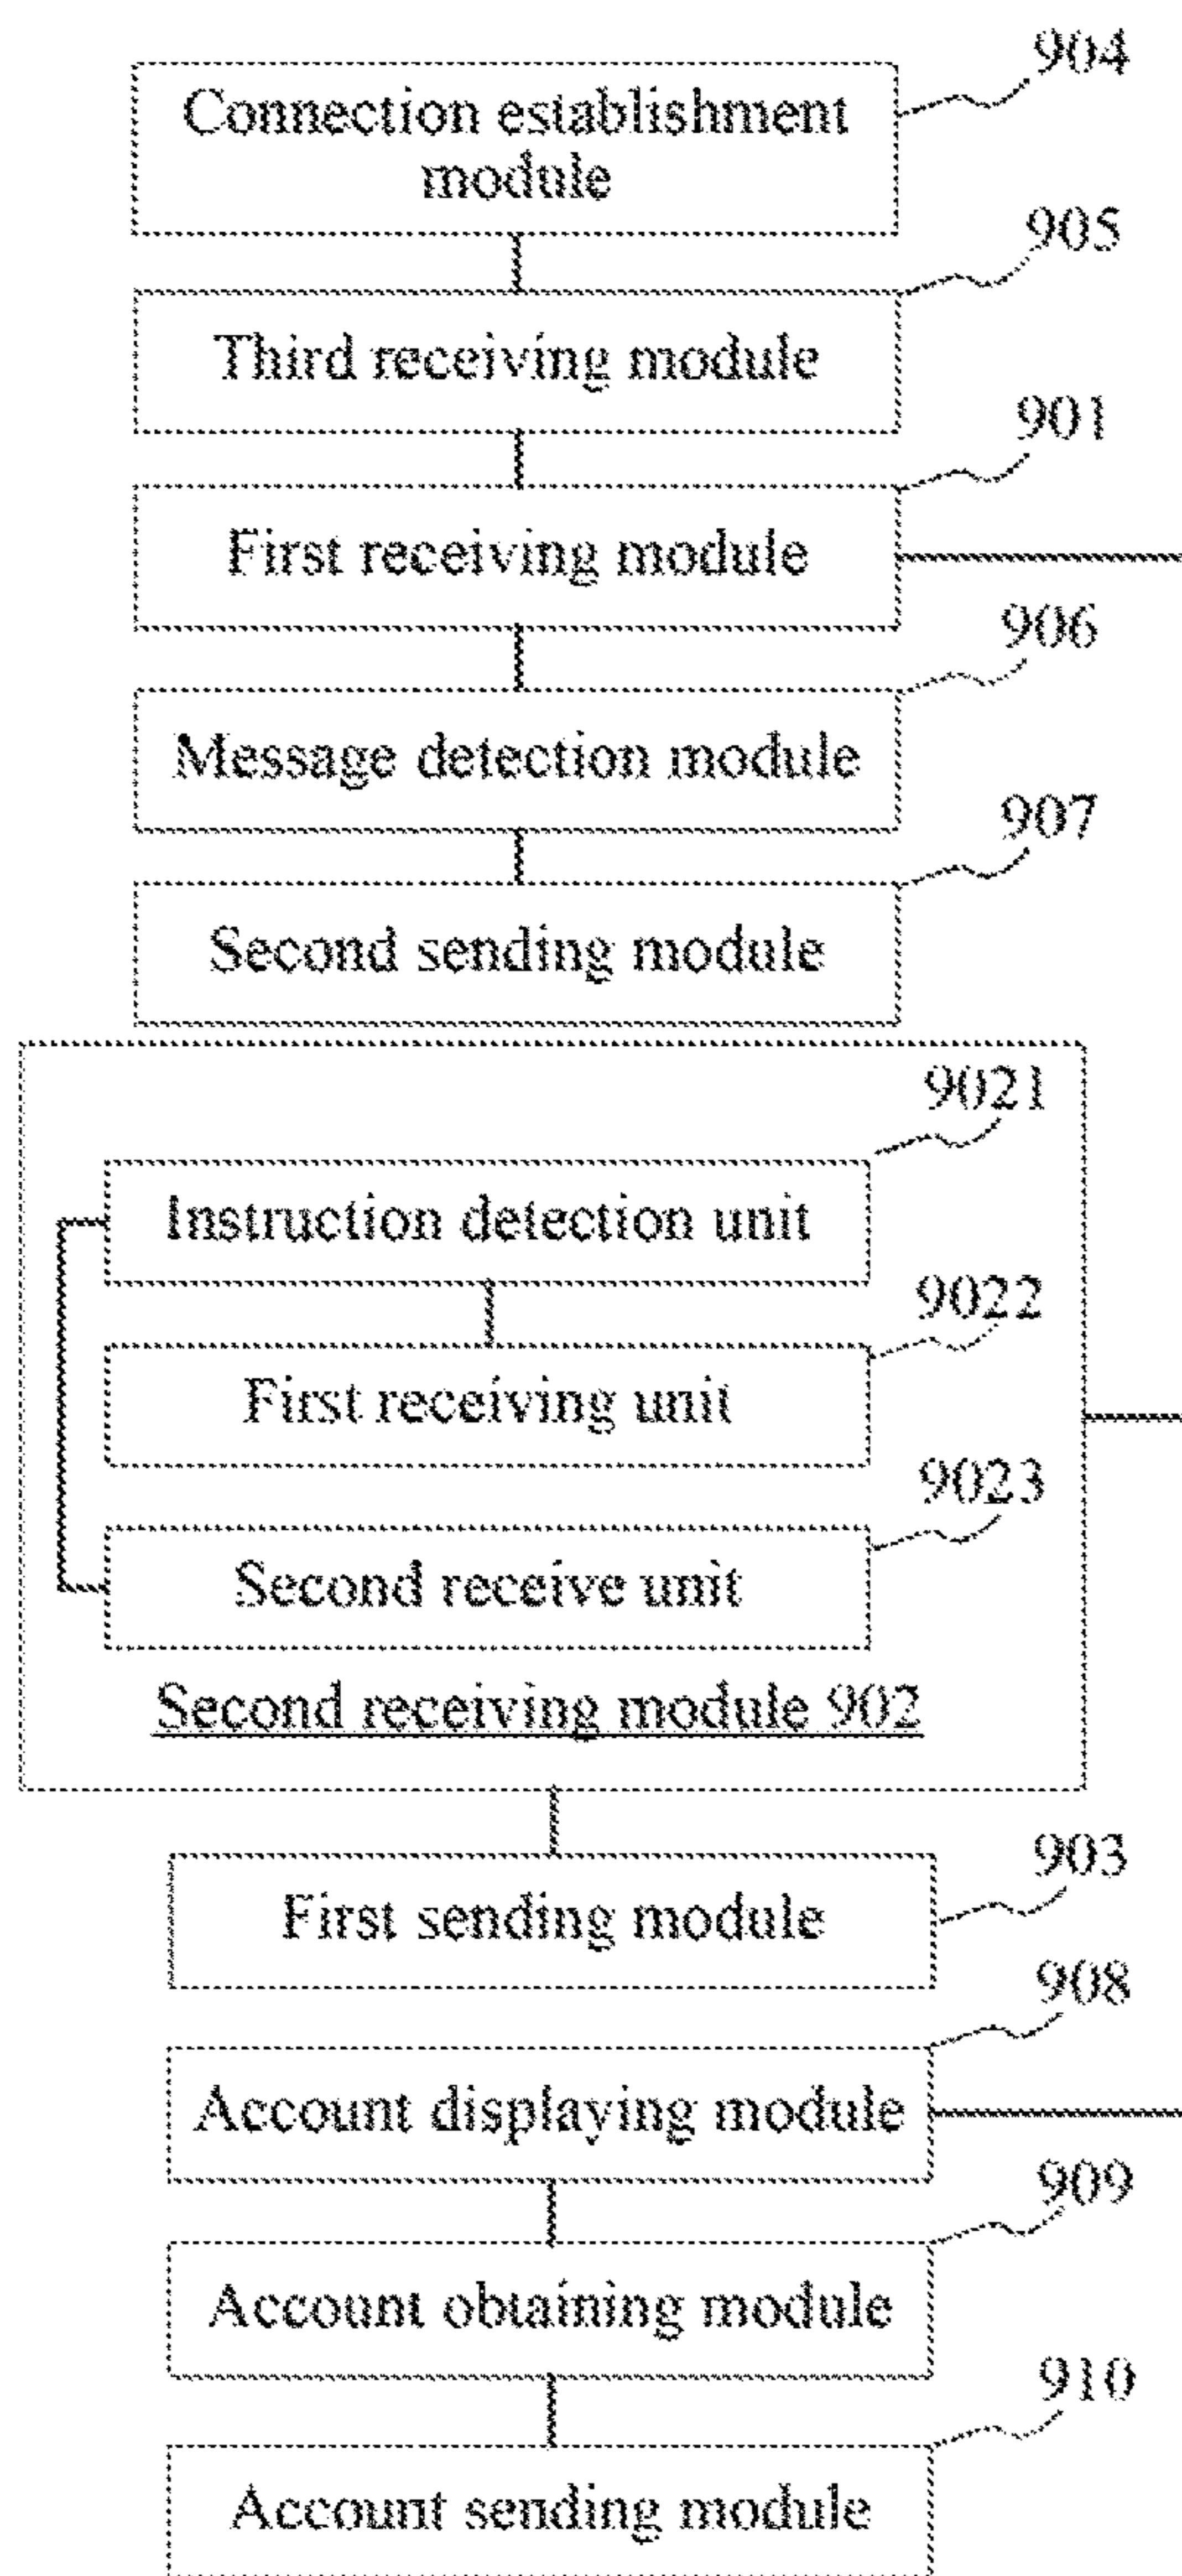 904
Connection establishment
module
905
Third receiving module
901
First receiving module
906
Message detection module
907
Second sending module
9021
Instruction detection unit
9022
First receiving unit
9023
Second receive unit
Second receiving module 902
903
First sending module
908
Account displaying module
909
Account obtaining module
910
Account sending module